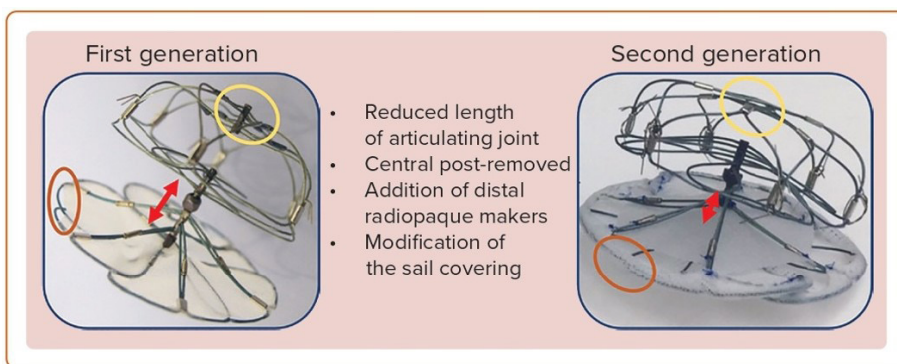 First generation
Second generation
• Reduced length
of articulating joint
• Central post-removed
• Addition of distal
radiopaque makers
• Modification of
the sail covering